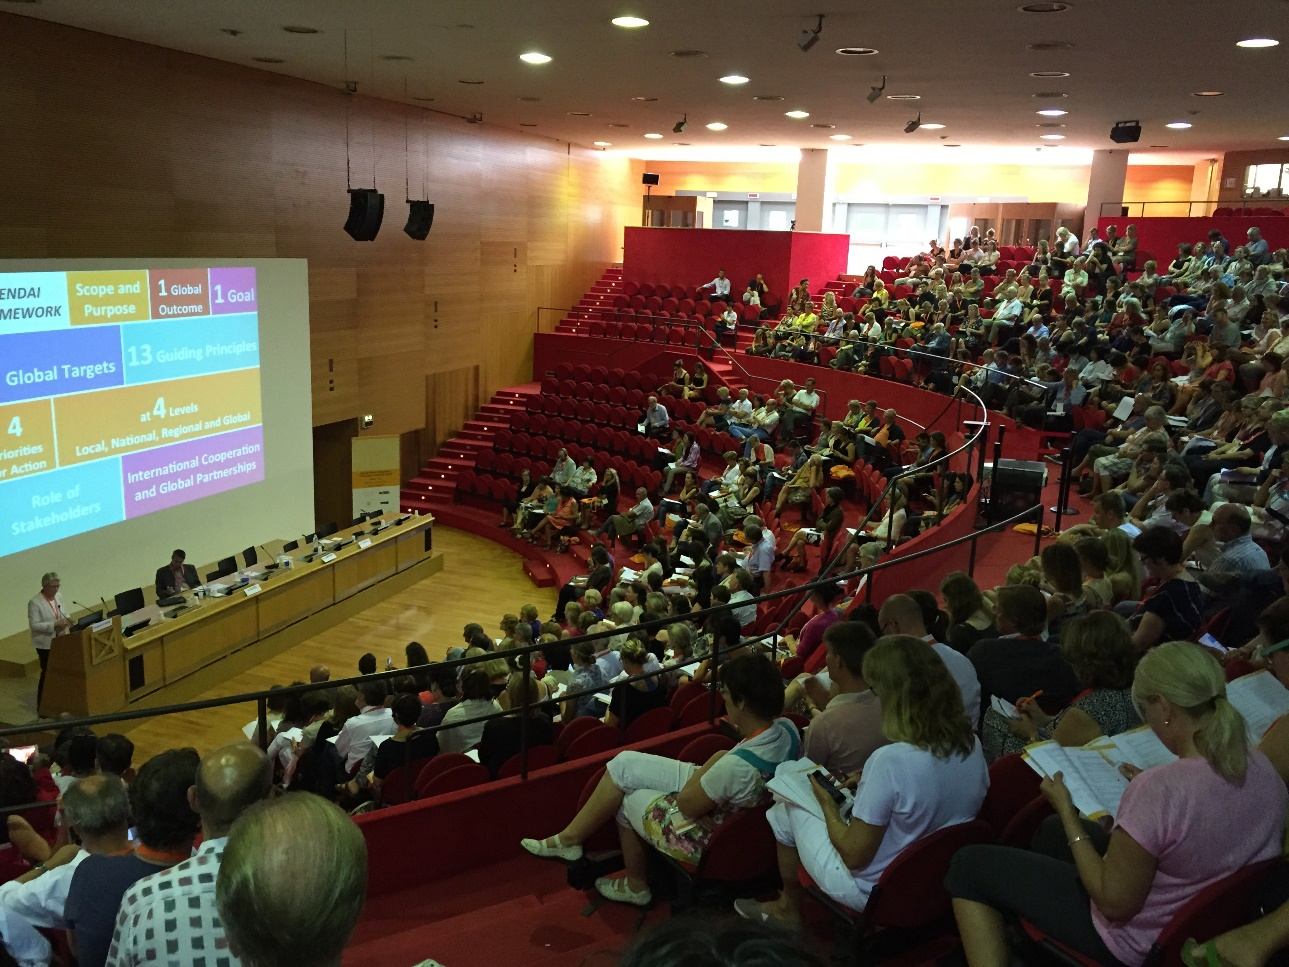 ENDAI
MEWORK
Scope and
Purpose
1 Global
Outcome
1 Goal
Global Targets
13 Guiding Principles
4
riorities
or Action
at 4 Levels
Local, National, Regional and Global
Role of
Stakeholders
International Cooperation
and Global Partnerships